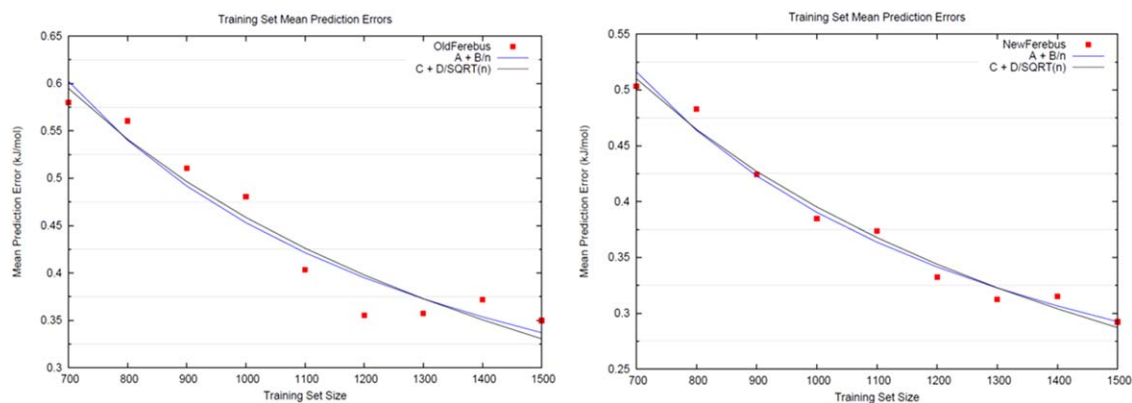 Training Set Mean Prediction Errors
OldFerebus
A + B/n
C + D/SQRT(n)
Mean Prediction Error (kJ/mol)
0.65
0.6
0.55
0.5
0.45
0.4
0.35
0.3
700 800 900 1000 1100 1200 1300 1400 1500
Training Set Size
Training Set Mean Prediction Errors
NewFerebus
A + B/n
C + D/SQRT(n)
Mean Prediction Error (kJ/mol)
0.55
0.5
0.45
0.4
0.35
0.3
0.25
700 800 900 1000 1100 1200 1300 1400 1500
Training Set Size